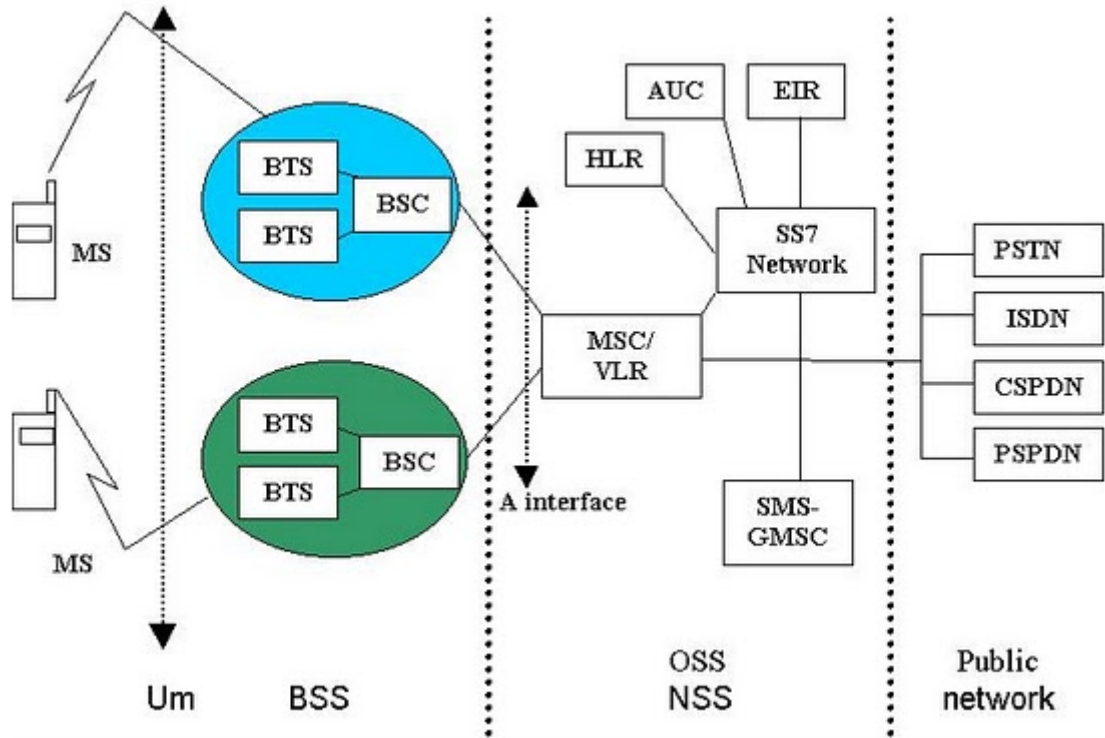 AUC
EIR
HLR
BTS
BSC
BTS
MS
SS7
Network
PSTN
ISDN
CSPDN
PSPDN
MSC/
VLR
BTS
BSC
BTS
A interface
SMS-
GMSC
MS
Um
BSS
OSS
NSS
Public
network